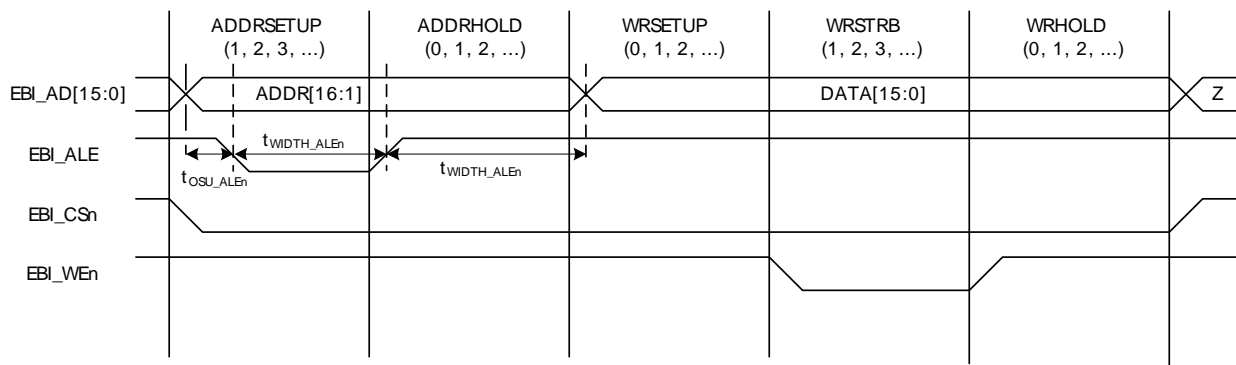 ADDRSETUP ADDRHOLD WRSETUP WRSTRB WRHOLD
(1, 2, 3, ...) (0, 1, 2, ...) (0, 1, 2, ...) (1, 2, 3, ...) (0, 1, 2, ...)
EBI_AD[15:0] ADDR[16:1] DATA[15:0] Z
EBI_ALE tWIDTH_ALEn
tOSU_ALEn tWIDTH_ALEn
EBI_CSn
EBI_WEn